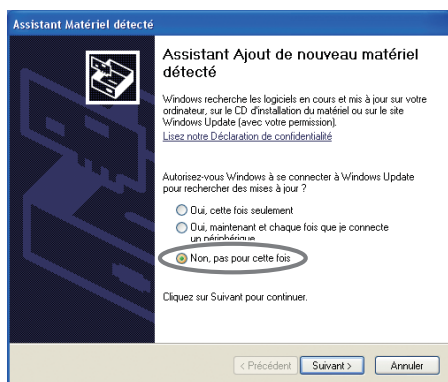 Assistant Matériel détecté
Assistant Ajout de nouveau matériel
détecté
Windows recherche les logiciels en cours et mis à jour sur votre
ordinateur, sur le CD d'installation du matériel ou sur le site
Windows Update (avec votre permission).
Lisez notre Déclaration de confidentialité
Autorisez-vous Windows à se connecter à Windows Update
pour rechercher des mises à jour ?
Oui, cette fois seulement
Oui, maintenant et chaque fois que je connecte
un périphérique
Non, pas pour cette fois
Cliquez sur Suivant pour continuer.
< Précédent Suivant > Annuler